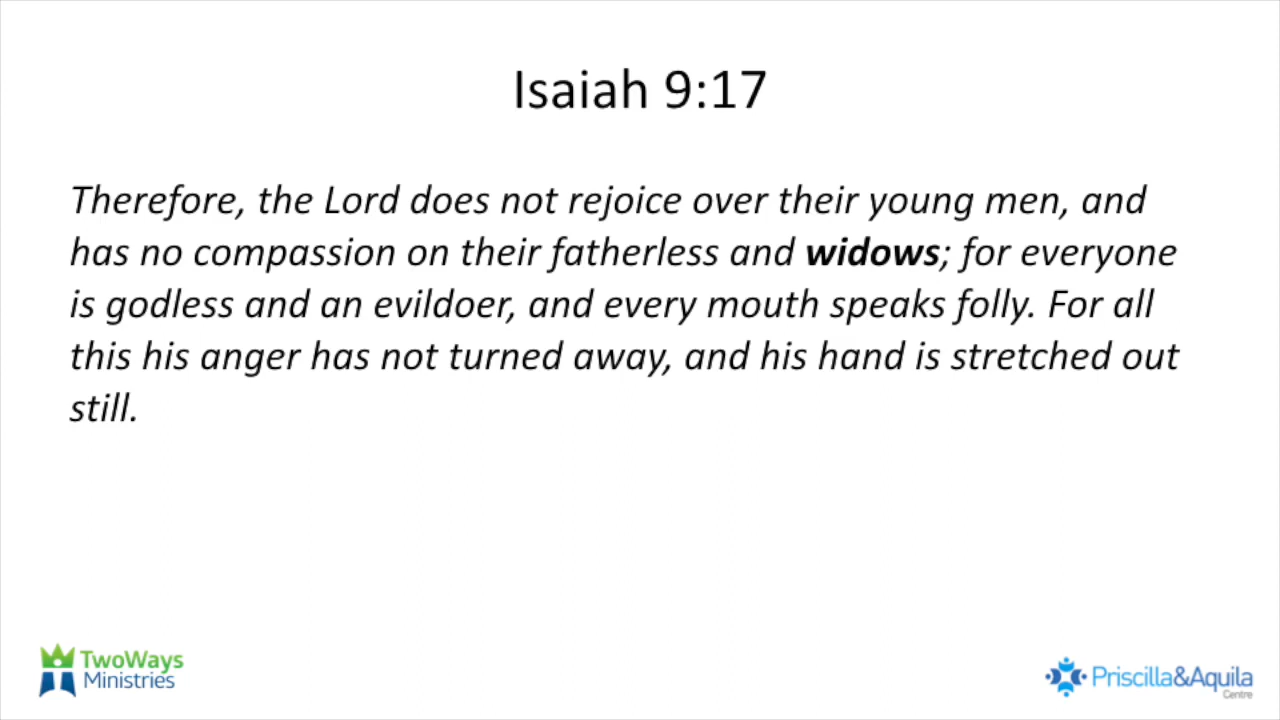 Isaiah 9:17
Therefore, the Lord does not rejoice over their young men, and
has no compassion on their fatherless and widows; for everyone
is godless and an evildoer, and every mouth speaks folly. For all
this his anger has not turned away, and his hand is stretched out
still.
TwoWays
Ministries
Priscilla&Aquila
Centre